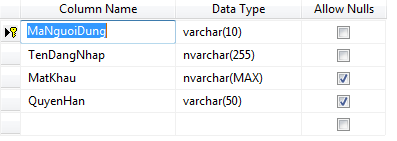 Column Name Data Type Allow Nulls
MaNguoiDung varchar(10)
TenDangNhap nvarchar(255)
MatKhau nvarchar(MAX)
QuyenHan varchar(50)